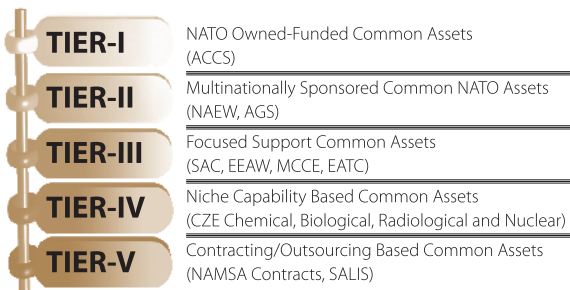 TIER-I
NATO Owned-Funded Common Assets
(ACCS)
TIER-II
Multinationally Sponsored Common NATO Assets
(NAEW, AGS)
TIER-III
Focused Support Common Assets
(SAC, EEAW, MCCE, EATC)
TIER-IV
Niche Capability Based Common Assets
(CZE Chemical, Biological, Radiological and Nuclear)
TIER-V
Contracting/Outsourcing Based Common Assets
(NAMSA Contracts, SALIS)